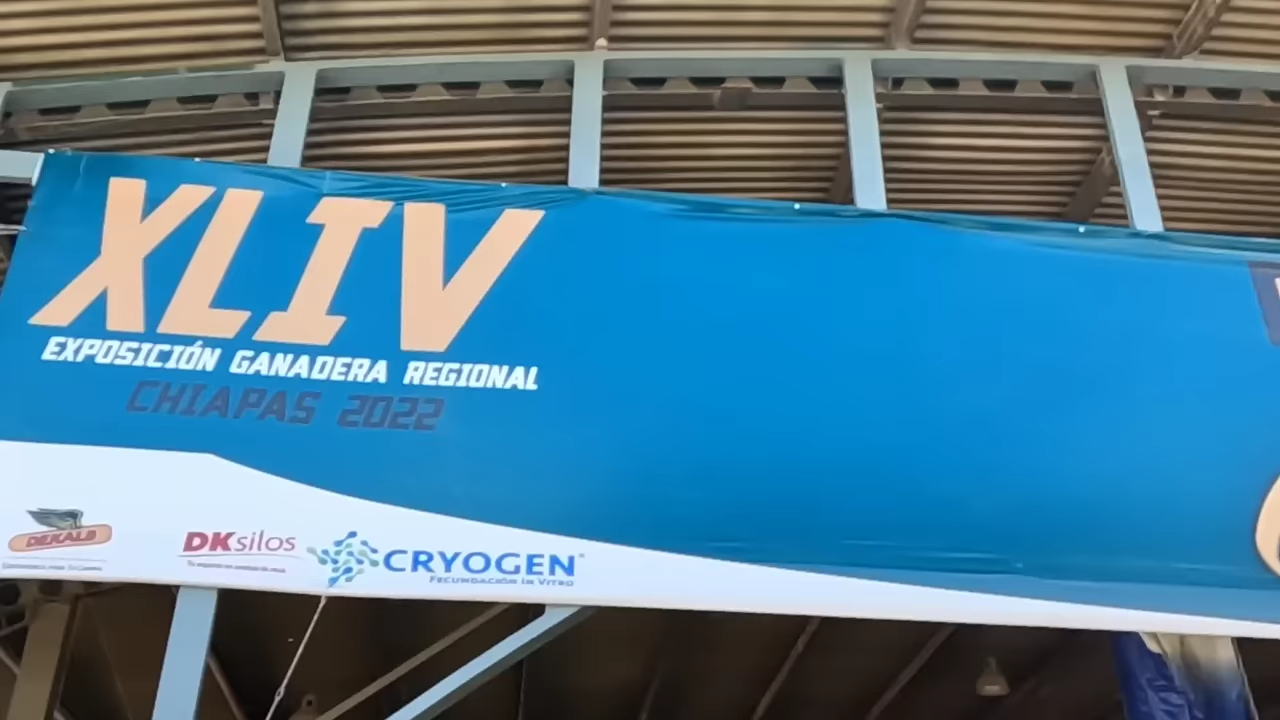 XLIV
EXPOSICIÓN GANADERA REGIONAL
CHIAPAS 2022
DEKALB
DKsilos
CRYOGEN
FECUNDACIÓN IN VITRO